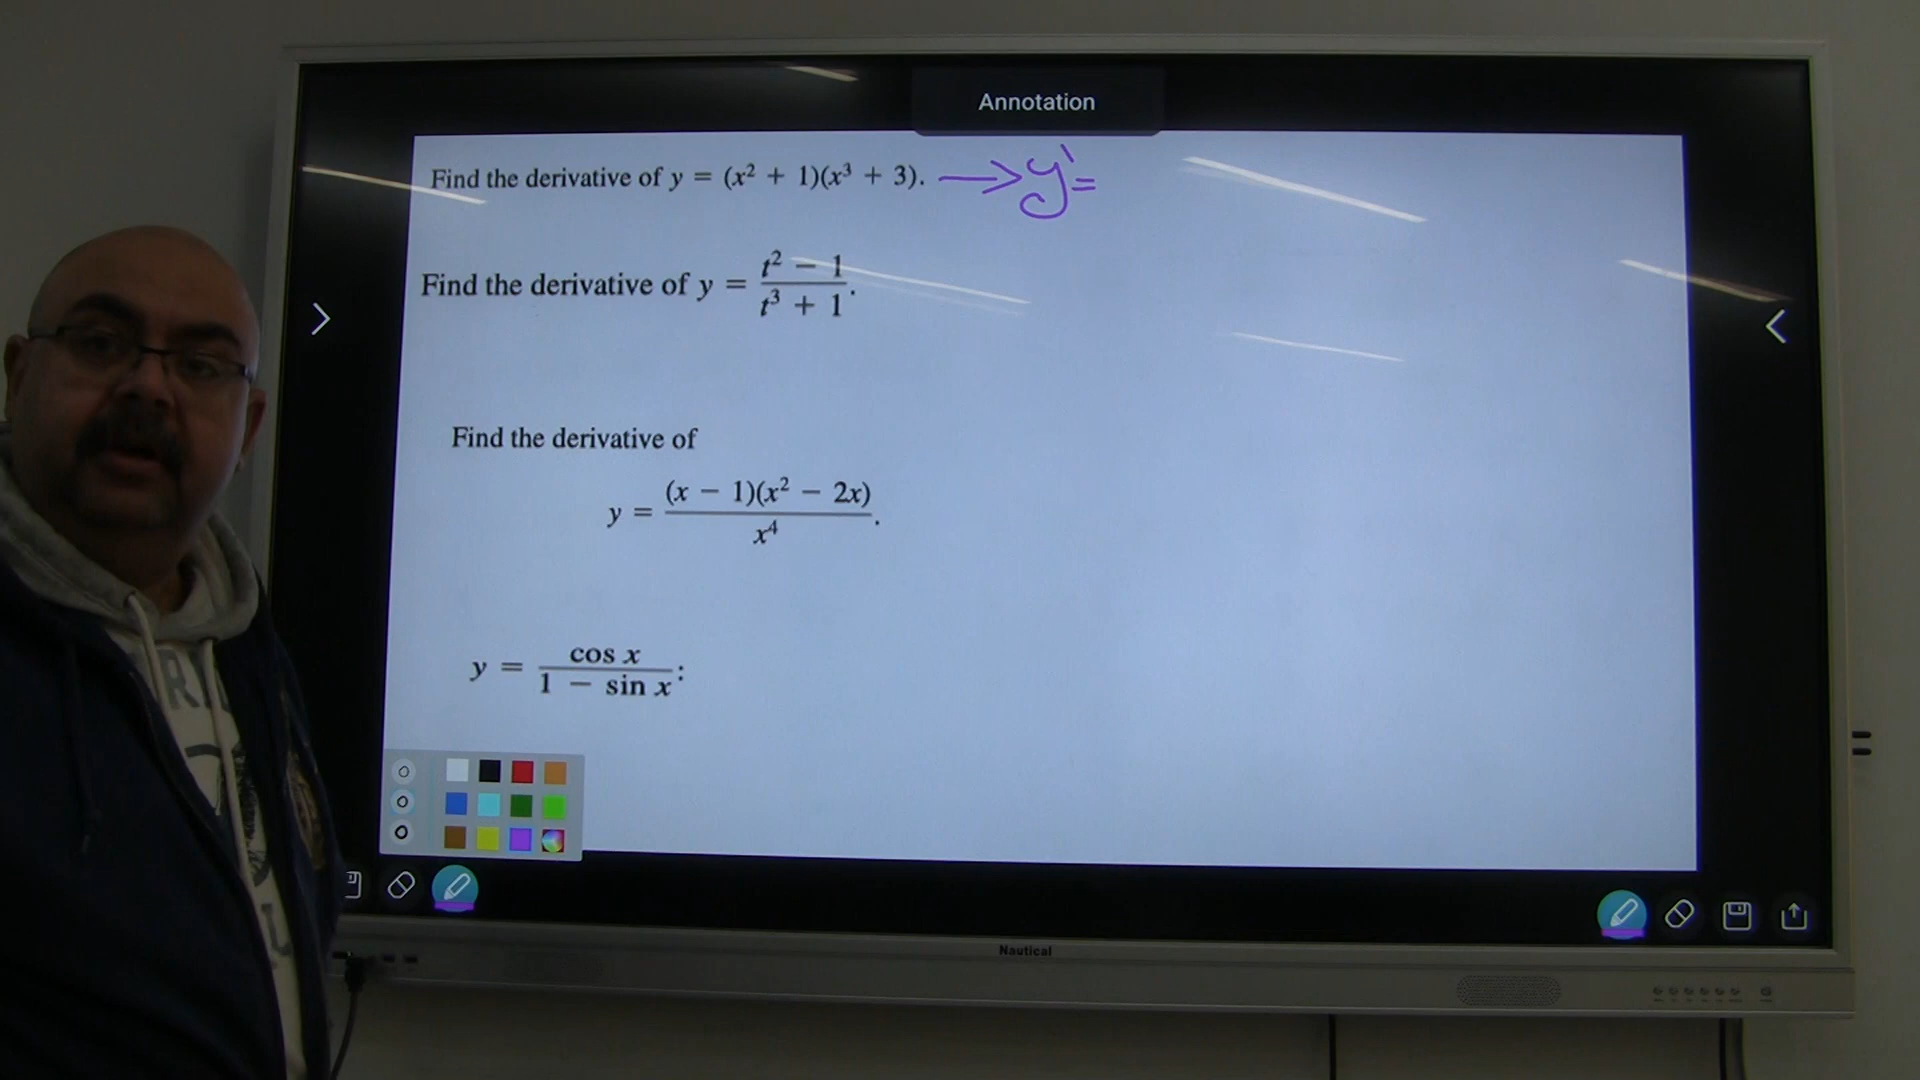 Annotation
Find the derivative of y = (x² + 1)(x³ + 3). → y' =
Find the derivative of y = (t² − 1)/(t³ + 1).
Find the derivative of
y = ((x − 1)(x² − 2x))/x⁴.
y = cos x/(1 − sin x):
Nautical